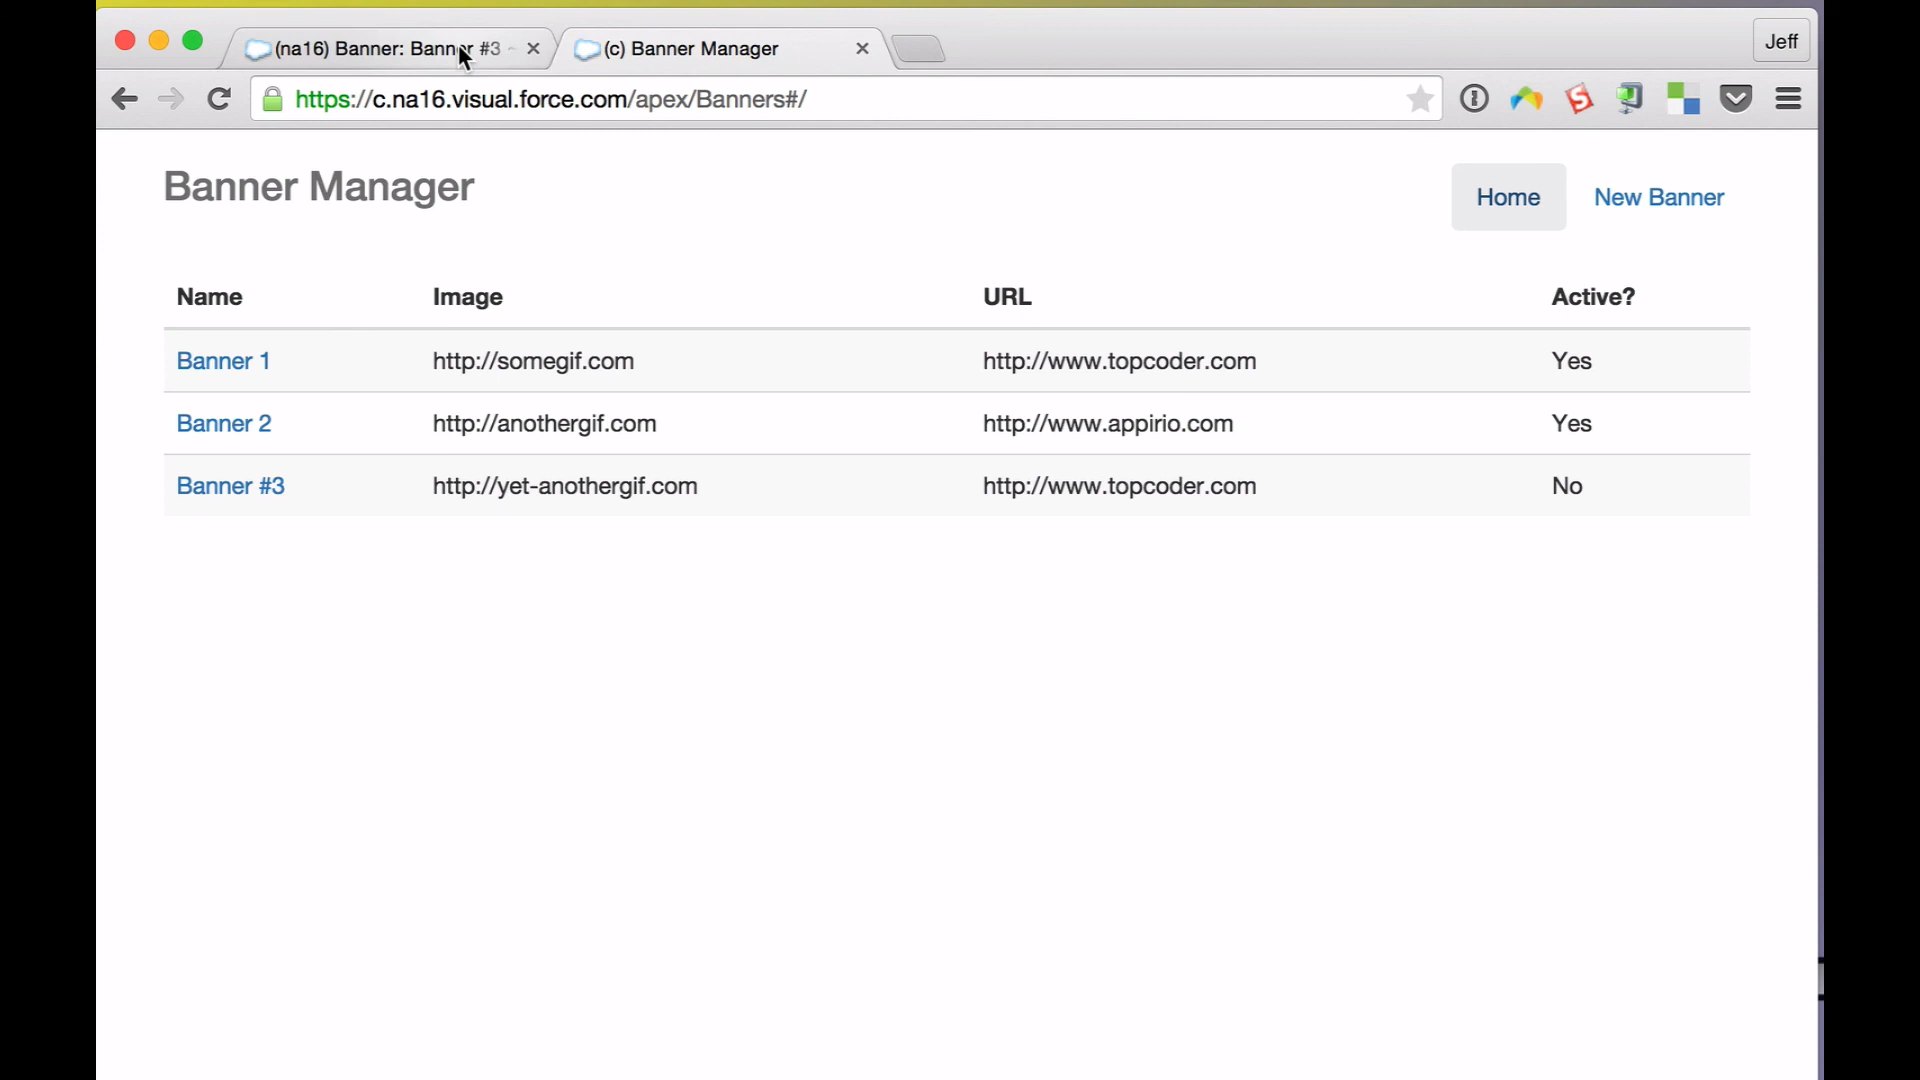 (na16) Banner: Banner #3
(c) Banner Manager
Jeff
https://c.na16.visual.force.com/apex/Banners#/
Banner Manager
Home
New Banner
Name Image URL Active?
Banner 1 http://somegif.com http://www.topcoder.com Yes
Banner 2 http://anothergif.com http://www.appirio.com Yes
Banner #3 http://yet-anothergif.com http://www.topcoder.com No